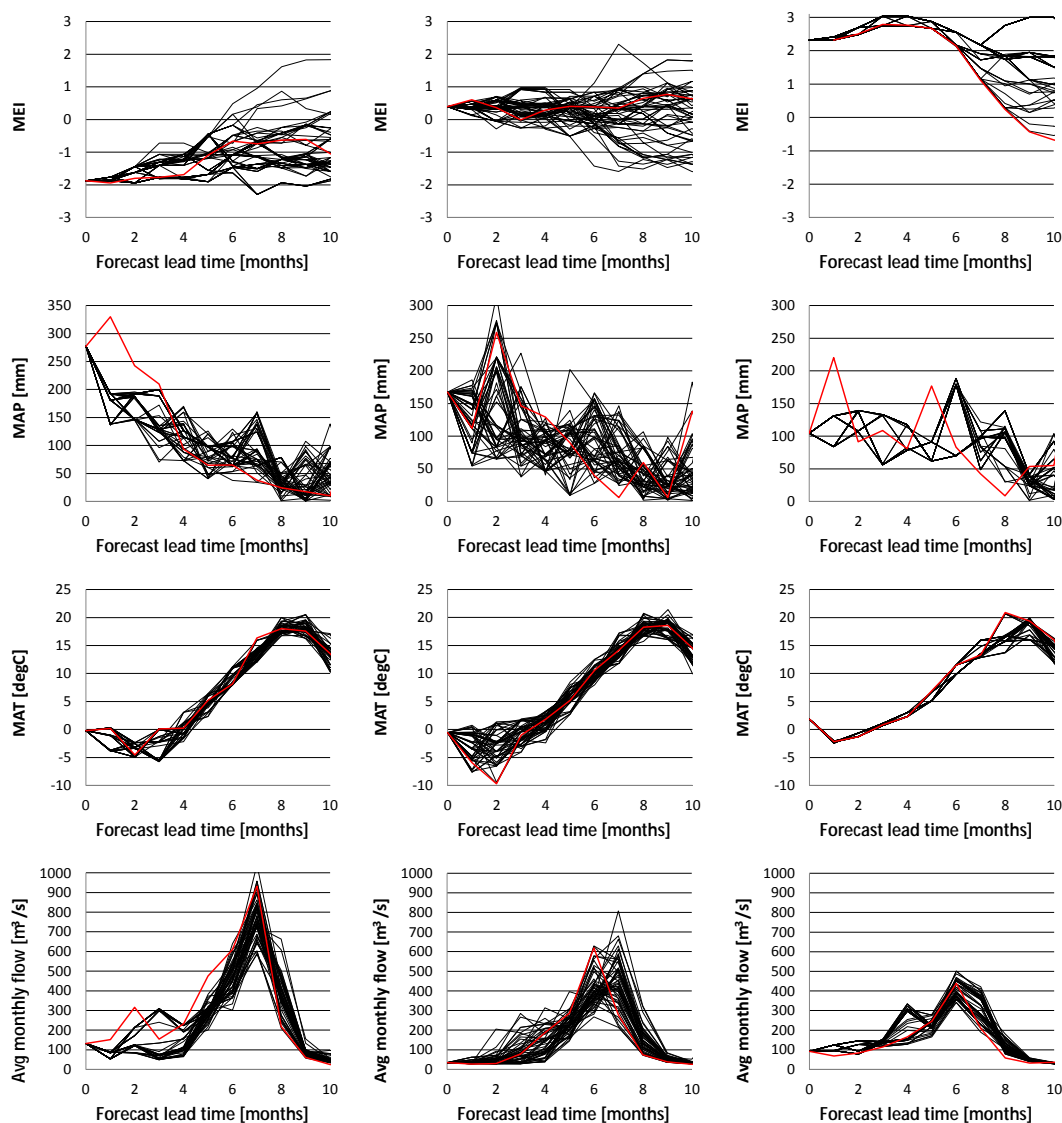 MEI
3
2
1
0
-1
-2
-3
0 2 4 6 8 10
Forecast lead time [months]
MEI
3
2
1
0
-1
-2
-3
0 2 4 6 8 10
Forecast lead time [months]
MEI
3
2
1
0
-1
-2
-3
0 2 4 6 8 10
Forecast lead time [months]
MAP [mm]
350
300
250
200
150
100
50
0
0 2 4 6 8 10
Forecast lead time [months]
MAP [mm]
300
250
200
150
100
50
0
0 2 4 6 8 10
Forecast lead time [months]
MAP [mm]
300
250
200
150
100
50
0
0 2 4 6 8 10
Forecast lead time [months]
MAT [degC]
25
20
15
10
5
0
-5
-10
0 2 4 6 8 10
Forecast lead time [months]
MAT [degC]
25
20
15
10
5
0
-5
-10
0 2 4 6 8 10
Forecast lead time [months]
MAT [degC]
25
20
15
10
5
0
-5
-10
0 2 4 6 8 10
Forecast lead time [months]
Avg monthly flow [m³/s]
1000
900
800
700
600
500
400
300
200
100
0
0 2 4 6 8 10
Forecast lead time [months]
Avg monthly flow [m³/s]
1000
900
800
700
600
500
400
300
200
100
0
0 2 4 6 8 10
Forecast lead time [months]
Avg monthly flow [m³/s]
1000
900
800
700
600
500
400
300
200
100
0
0 2 4 6 8 10
Forecast lead time [months]